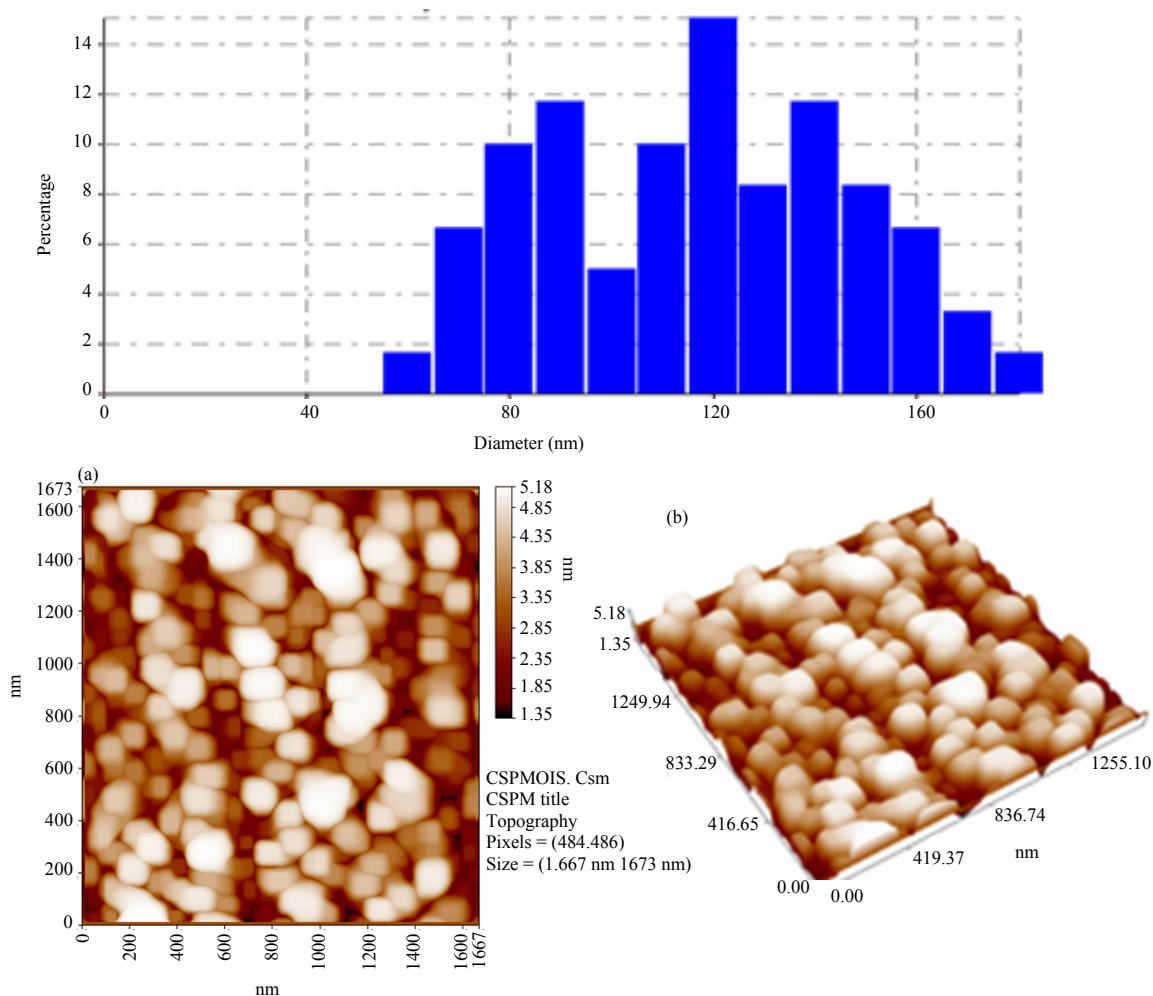 14
12
10
8
6
4
2
0
Percentage
0 40 80 120 160
Diameter (nm)
(a)
1673
1600
1400
1200
1000
800
600
400
200
0
nm
0 200 400 600 800 1000 1200 1400 1600 1667.
nm
5.18
4.85
4.35
3.85
3.35
2.85
2.35
1.85
1.35
nm
CSPMOIS. Csm
CSPM title
Topography
Pixels = (484.486)
Size = (1.667 nm 1673 nm)
(b)
5.18
1.35
1249.94
833.29
416.65
0.00
0.00
419.37
836.74
1255.10
nm